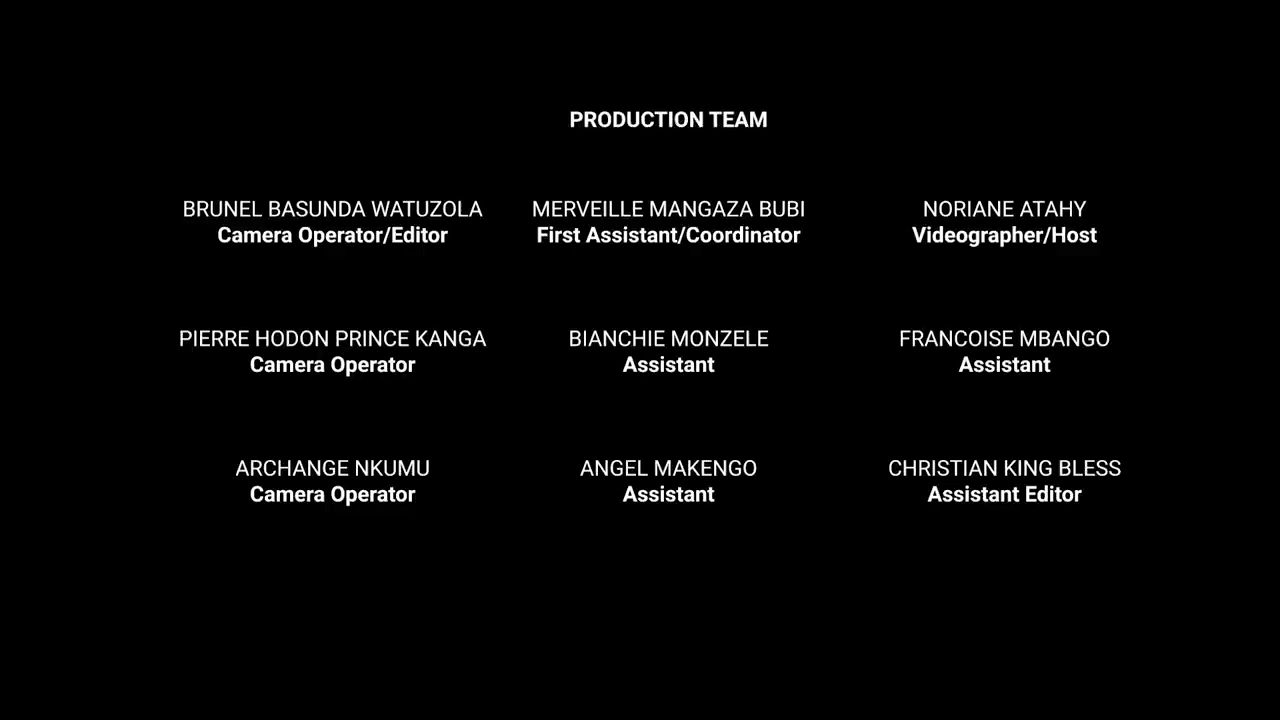 PRODUCTION TEAM
BRUNEL BASUNDA WATUZOLA
Camera Operator/Editor
MERVEILLE MANGAZA BUBI
First Assistant/Coordinator
NORIANE ATAHY
Videographer/Host
PIERRE HODON PRINCE KANGA
Camera Operator
BIANCHIE MONZELE
Assistant
FRANCOISE MBANGO
Assistant
ARCHANGE NKUMU
Camera Operator
ANGEL MAKENGO
Assistant
CHRISTIAN KING BLESS
Assistant Editor